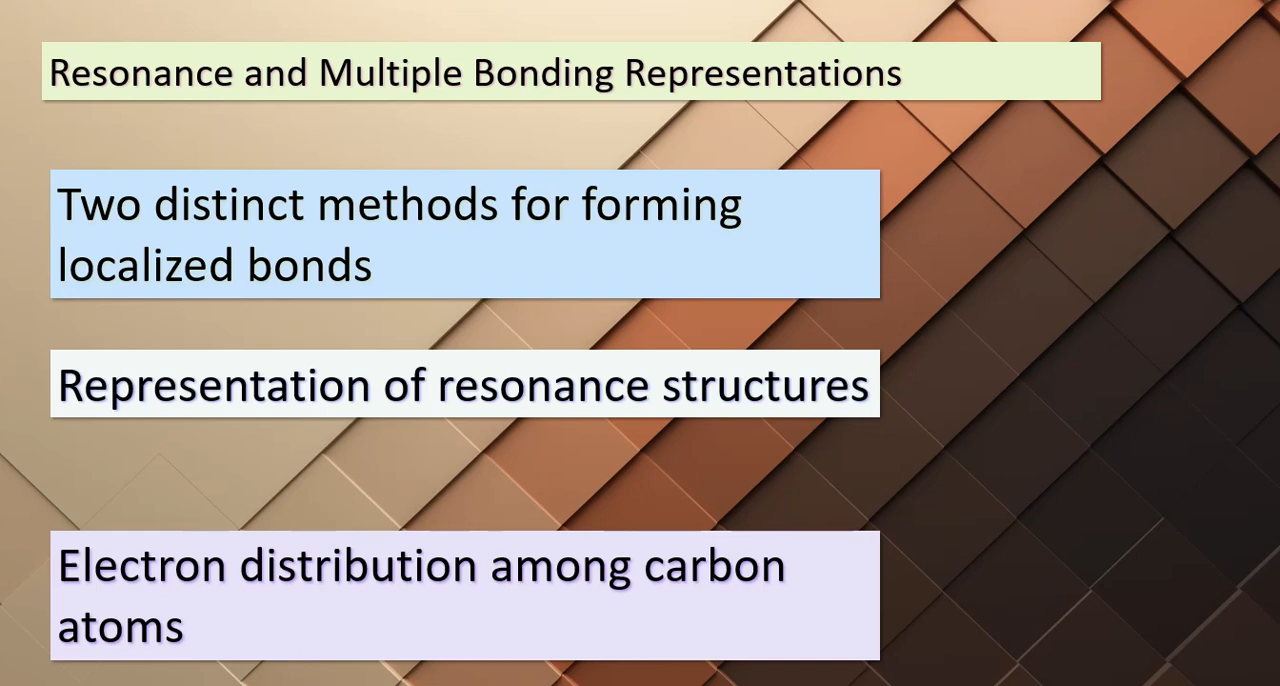 Resonance and Multiple Bonding Representations
Two distinct methods for forming
localized bonds
Representation of resonance structures
Electron distribution among carbon
atoms